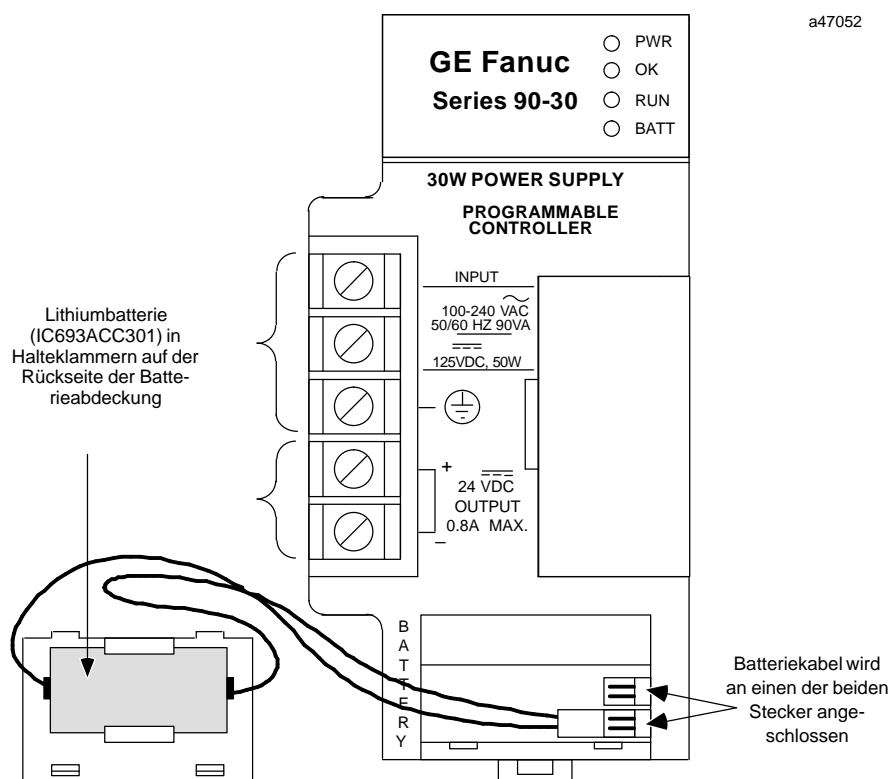 a47052
GE Fanuc
Series 90-30
PWR
OK
RUN
BATT
30W POWER SUPPLY
PROGRAMMABLE
CONTROLLER
INPUT
100-240 VAC
50/60 HZ 90VA
125VDC, 50W
+
24 VDC
OUTPUT
0.8A MAX.
–
Lithiumbatterie
(IC693ACC301) in
Halteklammern auf der
Rückseite der Batte-
rieabdeckung
BATTERY
Batteriekabel wird
an einen der beiden
Stecker ange-
schlossen